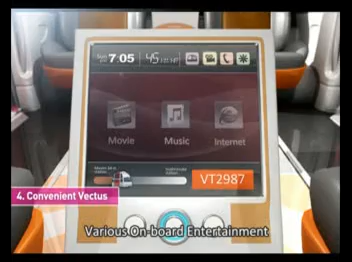 7:05
Movie
Music
Internet
VT2987
4. Convenient Vectus
Various On-board Entertainment